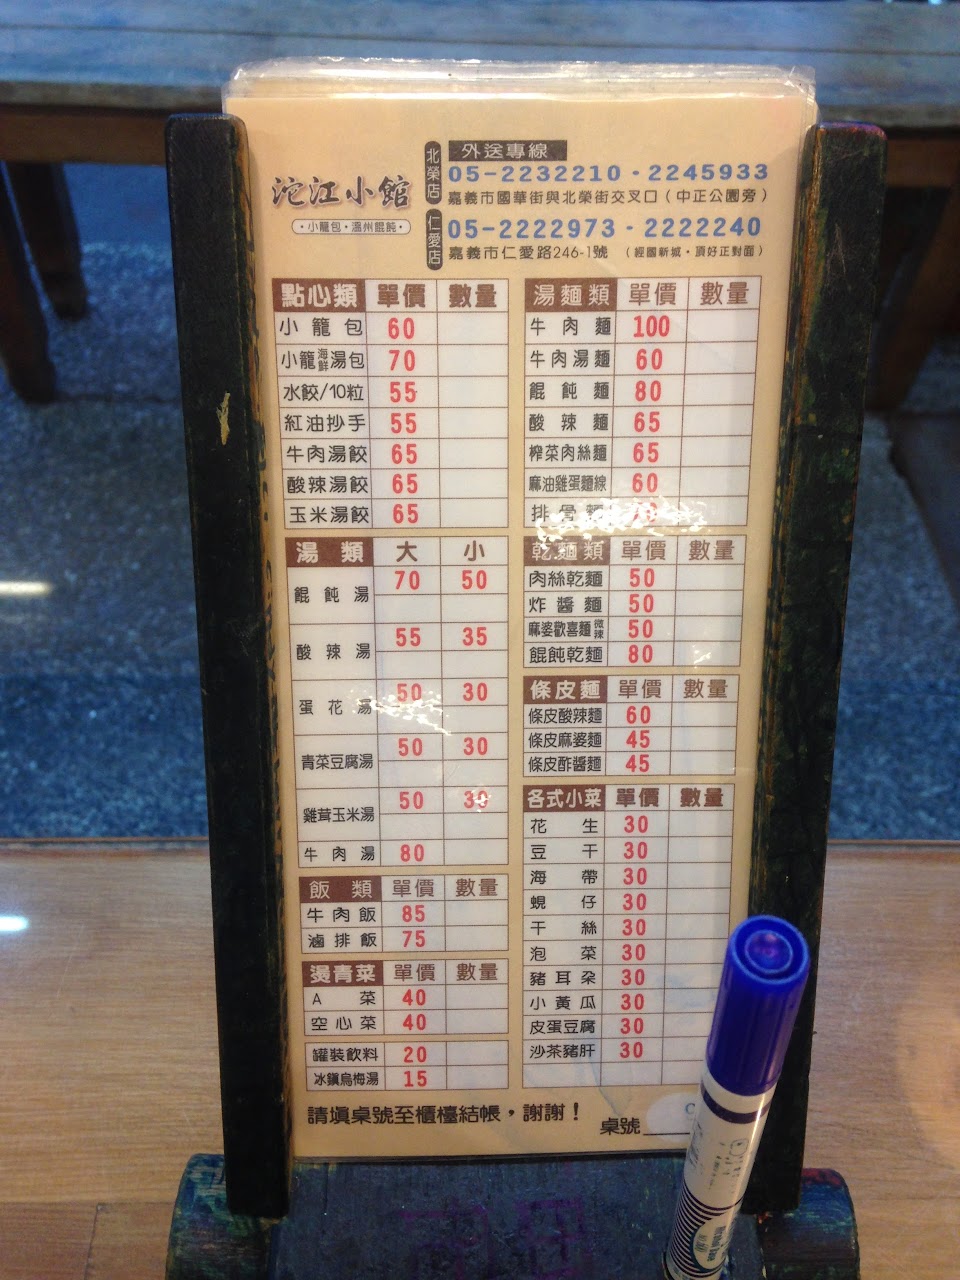 沱江小館
•小籠包•溫州餛飩•
北榮店
外送專線
05-2232210・2245933
嘉義市國華街與北榮街交叉口（中正公園旁）
仁愛店
05-2222973・2222240
嘉義市仁愛路246-1號（經國新城・頂好正對面）
點心類 單價 數量
小籠包 60
小籠海鮮湯包 70
水餃/10粒 55
紅油抄手 55
牛肉湯餃 65
酸辣湯餃 65
玉米湯餃 65
湯類 大 小
餛飩湯 70 50
酸辣湯 55 35
蛋花湯 50 30
青菜豆腐湯 50 30
雞茸玉米湯 50 30
牛肉湯 80
飯類 單價 數量
牛肉飯 85
滷排飯 75
燙青菜 單價 數量
A菜 40
空心菜 40
罐裝飲料 20
冰鎮烏梅湯 15
湯麵類 單價 數量
牛肉麵 100
牛肉湯麵 60
餛飩麵 80
酸辣麵 65
榨菜肉絲麵 65
麻油雞蛋麵線 60
排骨麵
乾麵類 單價 數量
肉絲乾麵 50
炸醬麵 50
麻婆歡喜麵微辣 50
餛飩乾麵 80
條皮麵 單價 數量
條皮酸辣麵 60
條皮麻婆麵 45
條皮酢醬麵 45
各式小菜 單價 數量
花生 30
豆干 30
海帶 30
蜆仔 30
干絲 30
泡菜 30
豬耳朵 30
小黃瓜 30
皮蛋豆腐 30
沙茶豬肝 30
請填桌號至櫃檯結帳，謝謝！
桌號